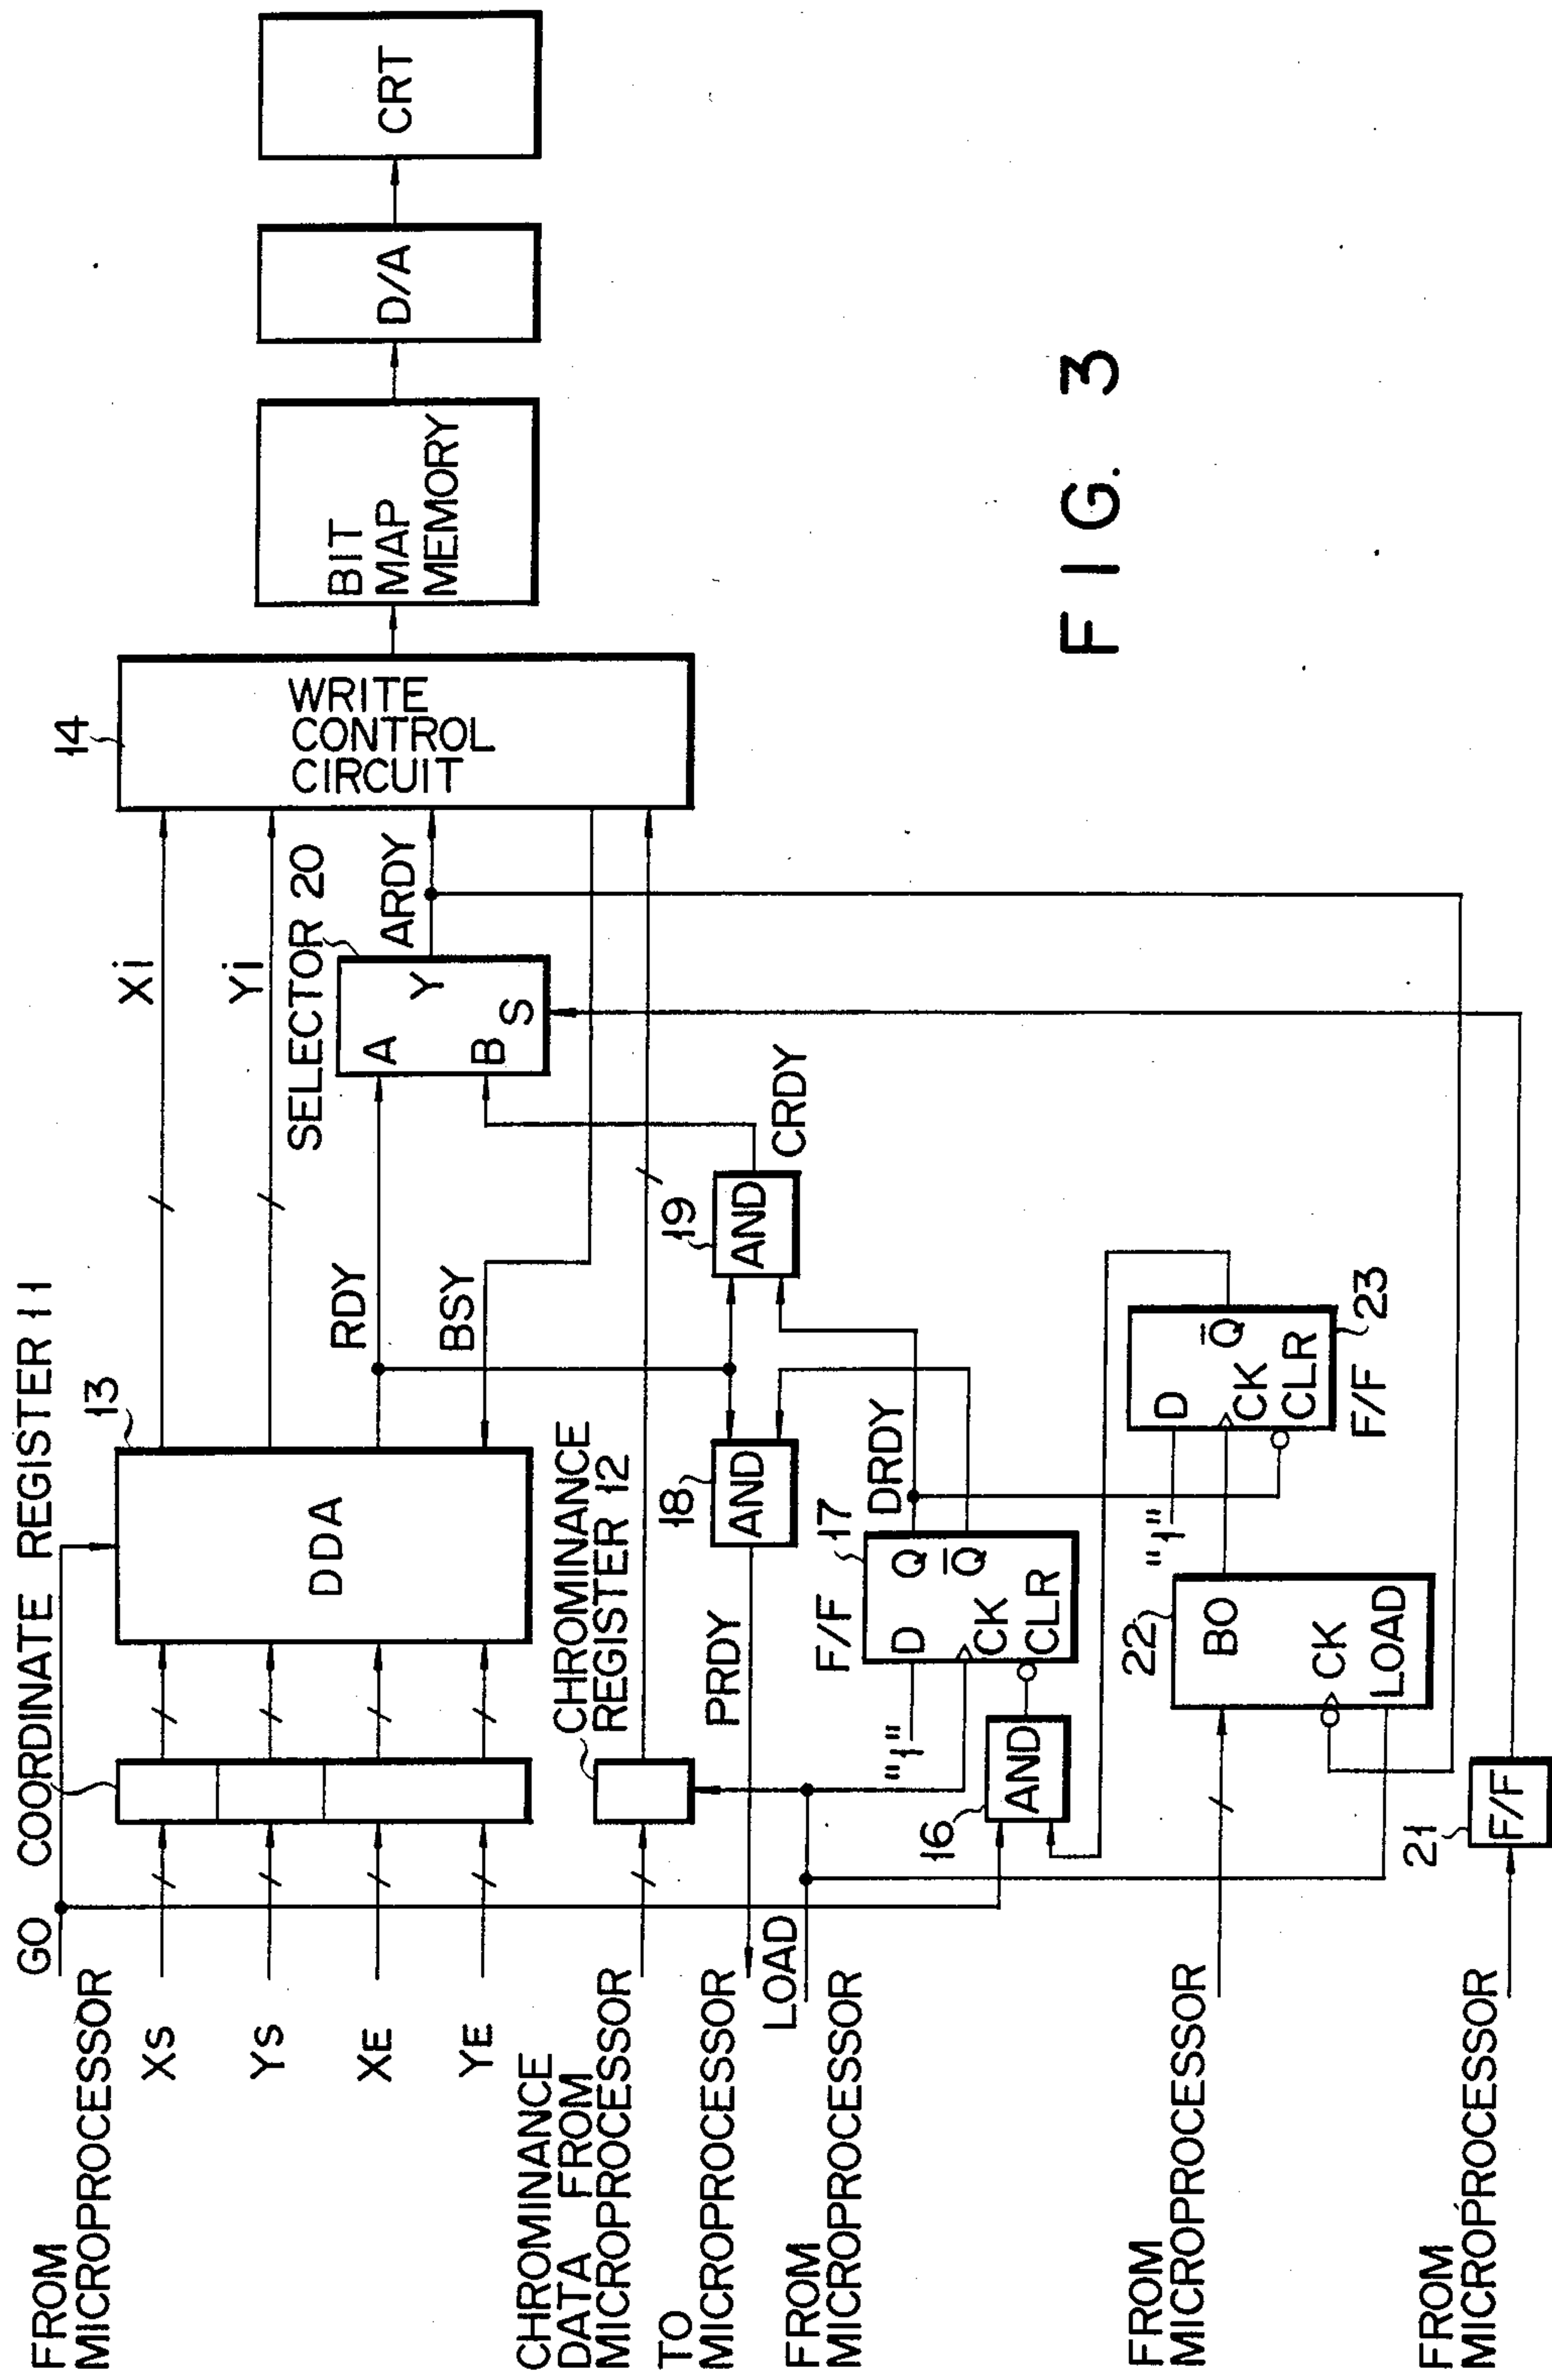 FROM
MICROPROCESSOR
GO
COORDINATE REGISTER 11
XS
YS
XE
YE
13
DDA
Xi
Yi
RDY
BSY
SELECTOR 20
A
B
Y
S
ARDY
14
WRITE
CONTROL
CIRCUIT
BIT
MAP
MEMORY
D/A
CRT
CHROMINANCE
DATA FROM
MICROPROCESSOR
CHROMINANCE
REGISTER 12
TO
MICROPROCESSOR
PRDY
18
AND
19
AND
CRDY
FROM
MICROPROCESSOR
LOAD
F/F 17
"1"
D
Q
Q̅
CK
CLR
DRDY
16
AND
FROM
MICROPROCESSOR
22
BO
CK
LOAD
"1"
D
Q̅
CK
CLR
F/F 23
FROM
MICROPROCESSOR
21
F/F
FIG. 3